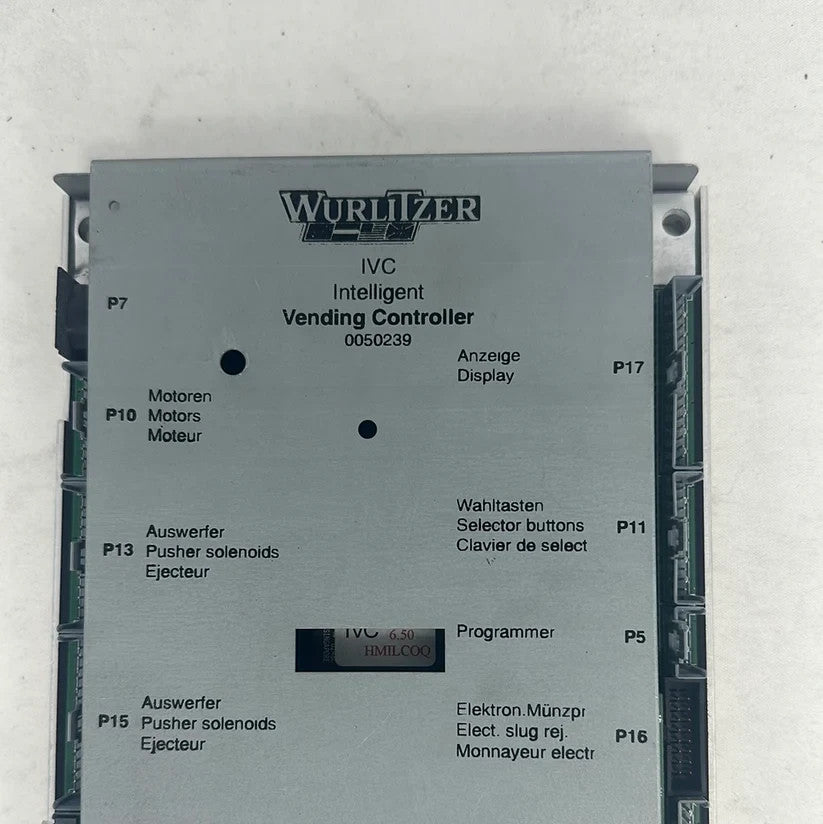 WURLITZER
IVC
Intelligent
Vending Controller
0050239
P7
Anzeige
Display
P17
Motoren
P10 Motors
Moteur
Wahltasten
Selector buttons P11
Clavier de select
Auswerfer
P13 Pusher solenoids
Ejecteur
IVC 6.50
HMILCOQ
Programmer P5
Auswerfer
P15 Pusher solenoids
Ejecteur
Elektron.Münzpr
Elect. slug rej. P16
Monnayeur electr